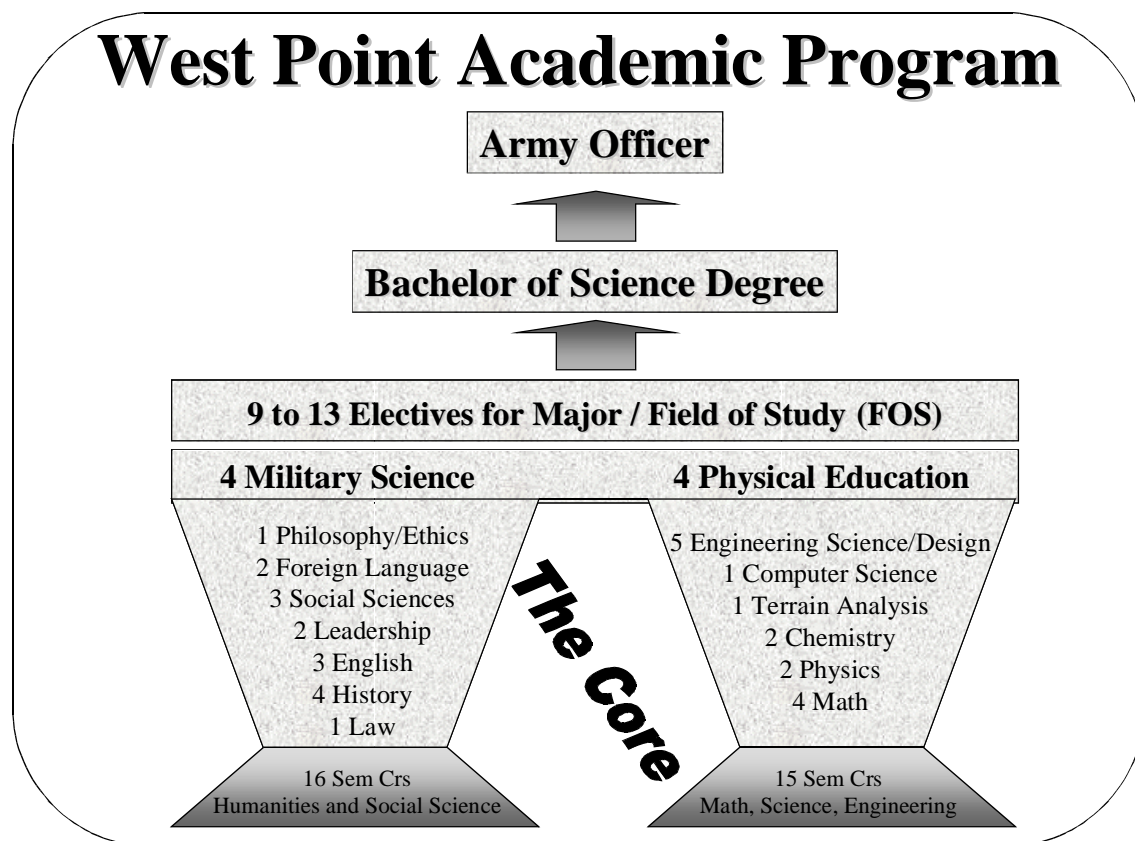 West Point Academic Program
Army Officer
Bachelor of Science Degree
9 to 13 Electives for Major / Field of Study (FOS)
4 Military Science
4 Physical Education
1 Philosophy/Ethics
2 Foreign Language
3 Social Sciences
2 Leadership
3 English
4 History
1 Law
16 Sem Crs
Humanities and Social Science
The Core
5 Engineering Science/Design
1 Computer Science
1 Terrain Analysis
2 Chemistry
2 Physics
4 Math
15 Sem Crs
Math, Science, Engineering